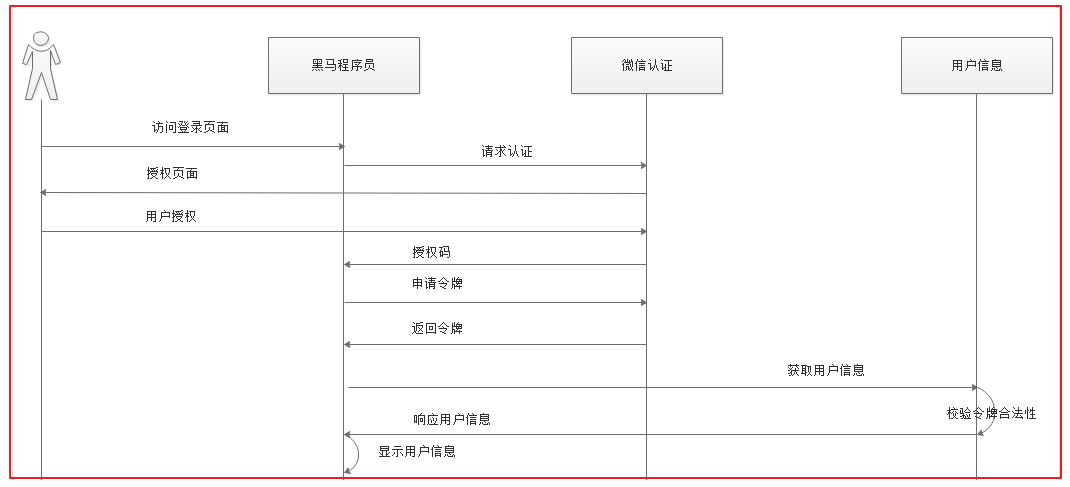 黑马程序员
微信认证
用户信息
访问登录页面
请求认证
授权页面
用户授权
授权码
申请令牌
返回令牌
获取用户信息
校验令牌合法性
响应用户信息
显示用户信息